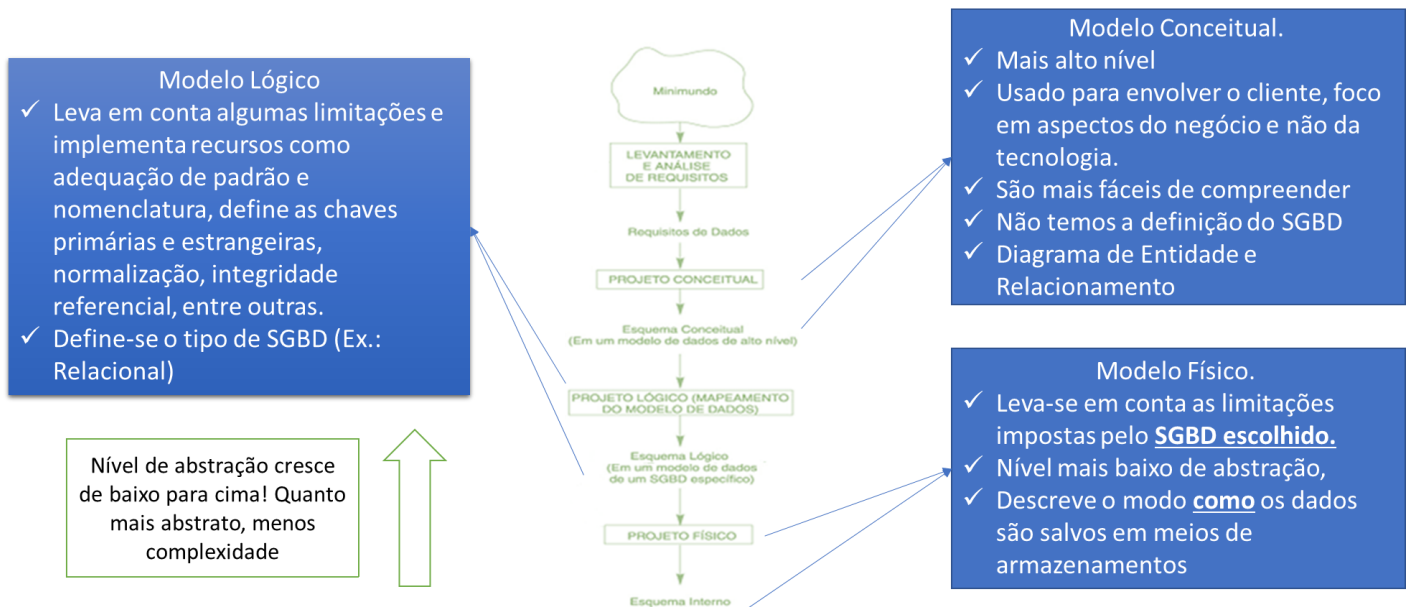 Modelo Lógico
✓ Leva em conta algumas limitações e
implementa recursos como
adequação de padrão e
nomenclatura, define as chaves
primárias e estrangeiras,
normalização, integridade
referencial, entre outras.
✓ Define-se o tipo de SGBD (Ex.:
Relacional)
Nível de abstração cresce
de baixo para cima! Quanto
mais abstrato, menos
complexidade
Minimundo
LEVANTAMENTO
E ANÁLISE
DE REQUISITOS
Requisitos de Dados
PROJETO CONCEITUAL
Esquema Conceitual
(Em um modelo de dados de alto nível)
PROJETO LÓGICO (MAPEAMENTO
DO MODELO DE DADOS)
Esquema Lógico
(Em um modelo de dados
de um SGBD específico)
PROJETO FÍSICO
Esquema Interno
Modelo Conceitual.
✓ Mais alto nível
✓ Usado para envolver o cliente, foco
em aspectos do negócio e não da
tecnologia.
✓ São mais fáceis de compreender
✓ Não temos a definição do SGBD
✓ Diagrama de Entidade e
Relacionamento
Modelo Físico.
✓ Leva-se em conta as limitações
impostas pelo SGBD escolhido.
✓ Nível mais baixo de abstração,
✓ Descreve o modo como os dados
são salvos em meios de
armazenamentos